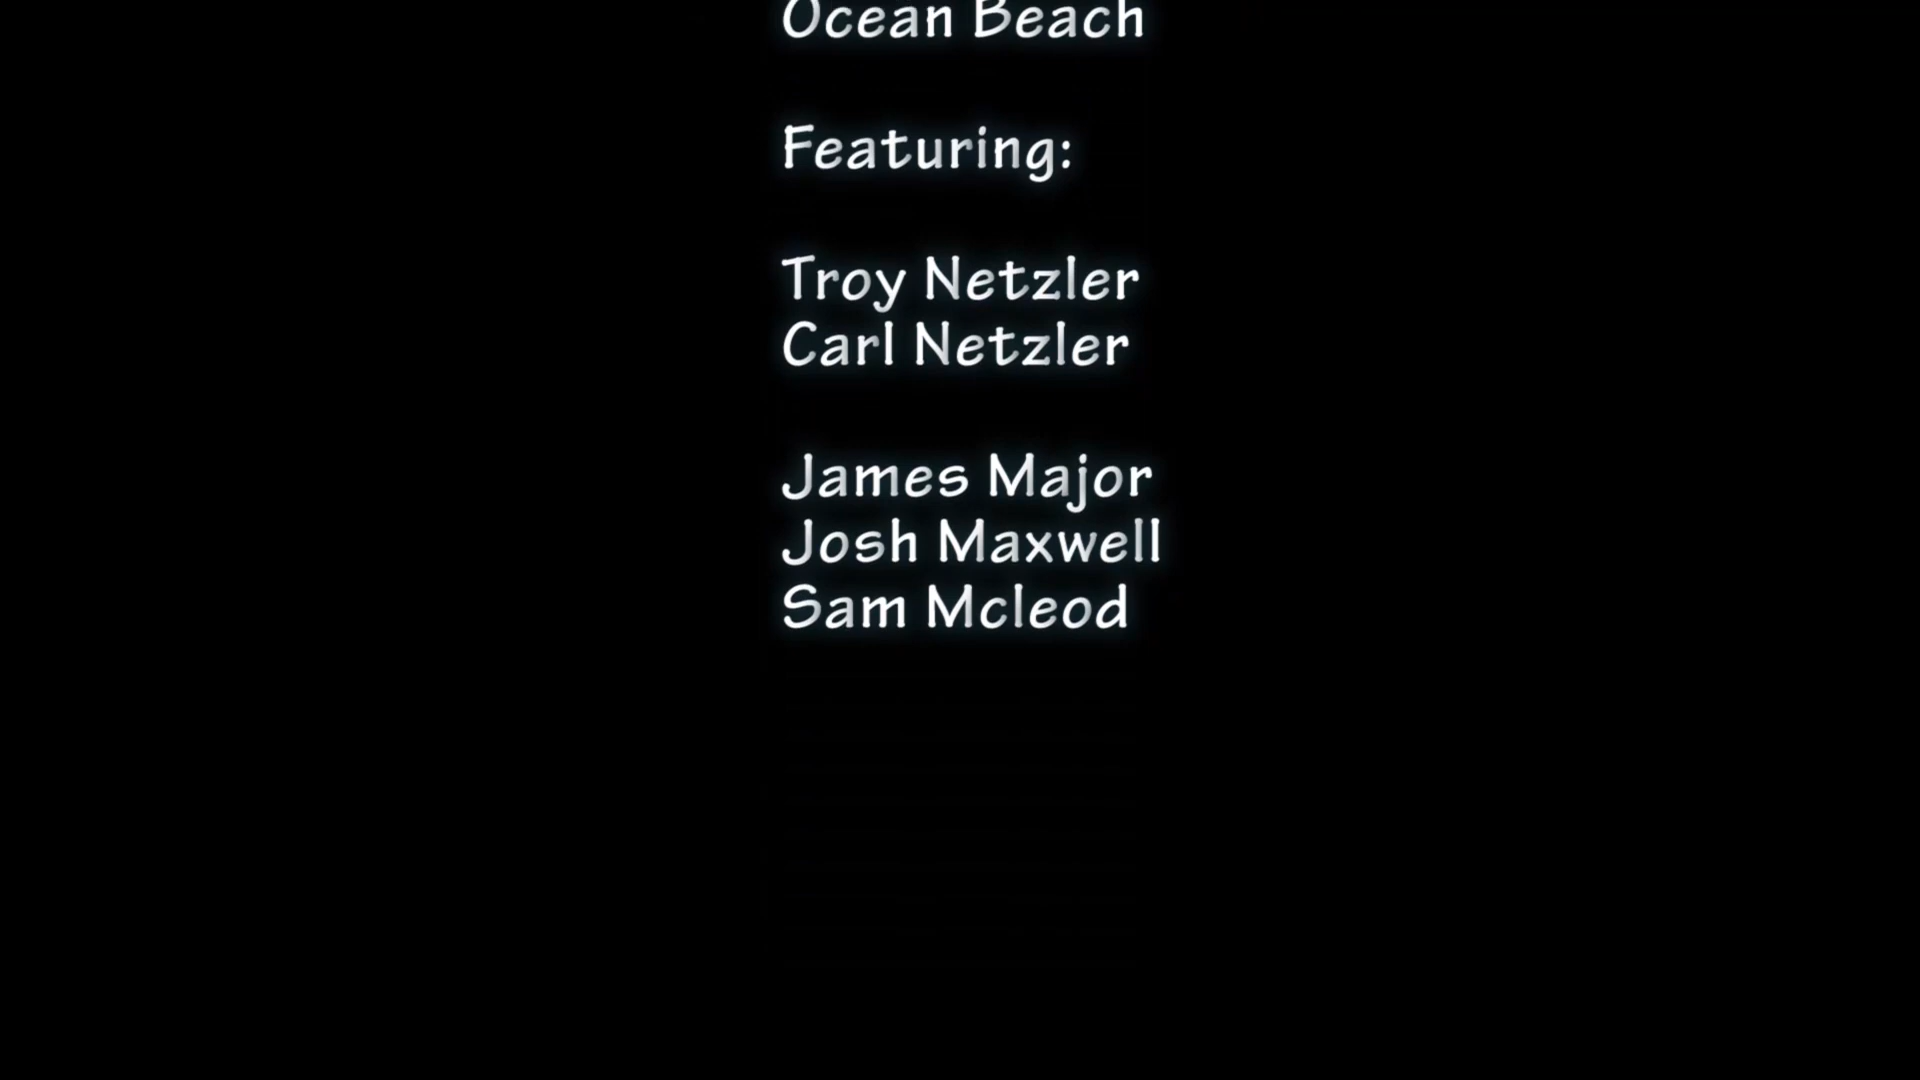 Ocean Beach
Featuring:
Troy Netzler
Carl Netzler
James Major
Josh Maxwell
Sam Mcleod